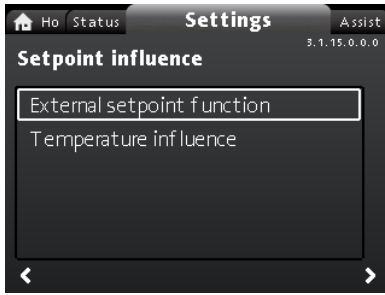 Ho Status Settings Assist
3.1.15.0.0.0
Setpoint influence
External setpoint function
Temperature influence